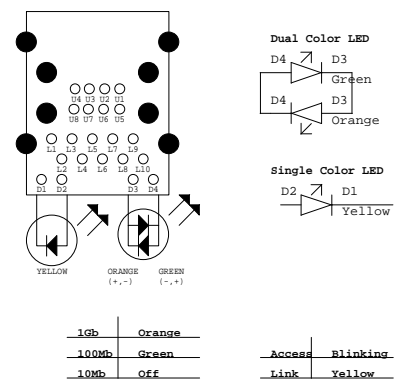 Dual Color LED
D4 D3
Green
D4 D3
Orange
U4 U3 U2 U1
U8 U7 U6 U5
L1 L3 L5 L7 L9
L2 L4 L6 L8 L10
D1 D2 D3 D4
Single Color LED
D2 D1
Yellow
YELLOW ORANGE GREEN
(+,-) (-,+)
1Gb Orange
100Mb Green
10Mb Off
Access Blinking
Link Yellow